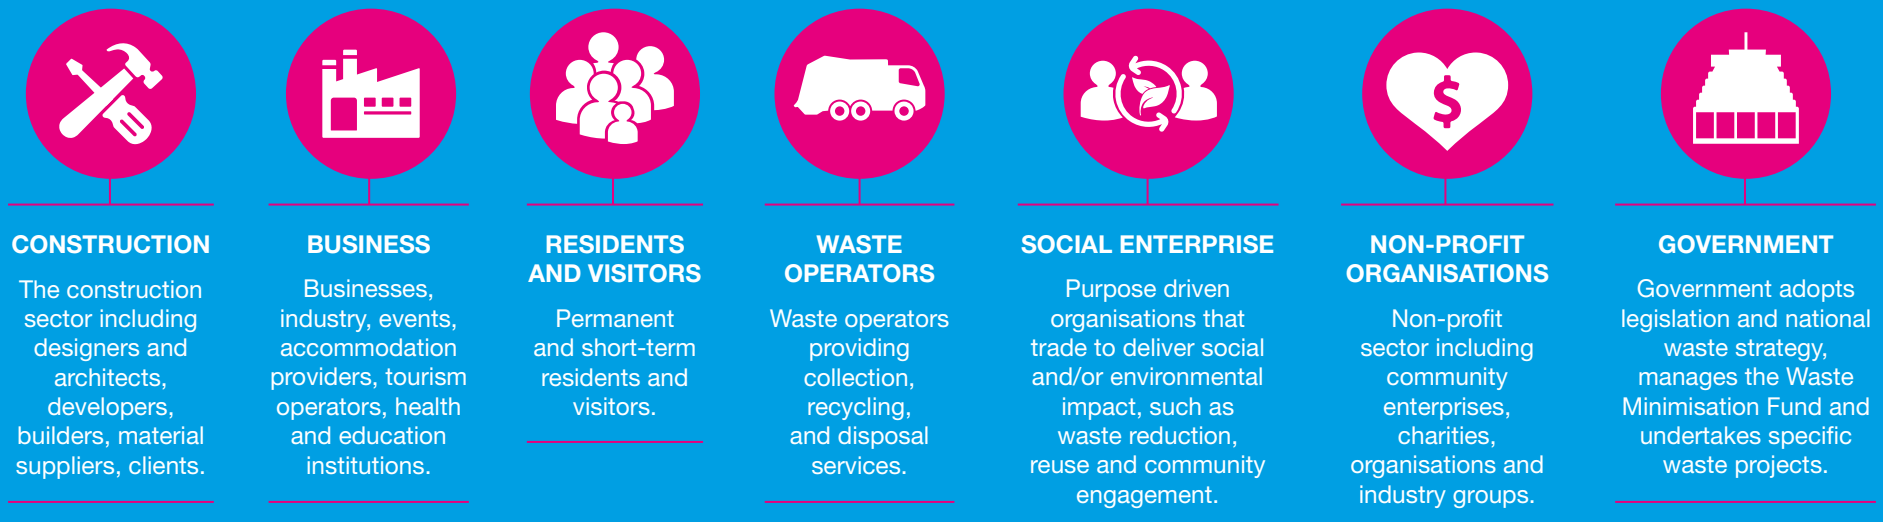 CONSTRUCTION
The construction
sector including
designers and
architects,
developers,
builders, material
suppliers, clients.
BUSINESS
Businesses,
industry, events,
accommodation
providers, tourism
operators, health
and education
institutions.
RESIDENTS
AND VISITORS
Permanent
and short-term
residents and
visitors.
WASTE
OPERATORS
Waste operators
providing
collection,
recycling,
and disposal
services.
SOCIAL ENTERPRISE
Purpose driven
organisations that
trade to deliver social
and/or environmental
impact, such as
waste reduction,
reuse and community
engagement.
$
NON-PROFIT
ORGANISATIONS
Non-profit
sector including
community
enterprises,
charities,
organisations and
industry groups.
GOVERNMENT
Government adopts
legislation and national
waste strategy,
manages the Waste
Minimisation Fund and
undertakes specific
waste projects.